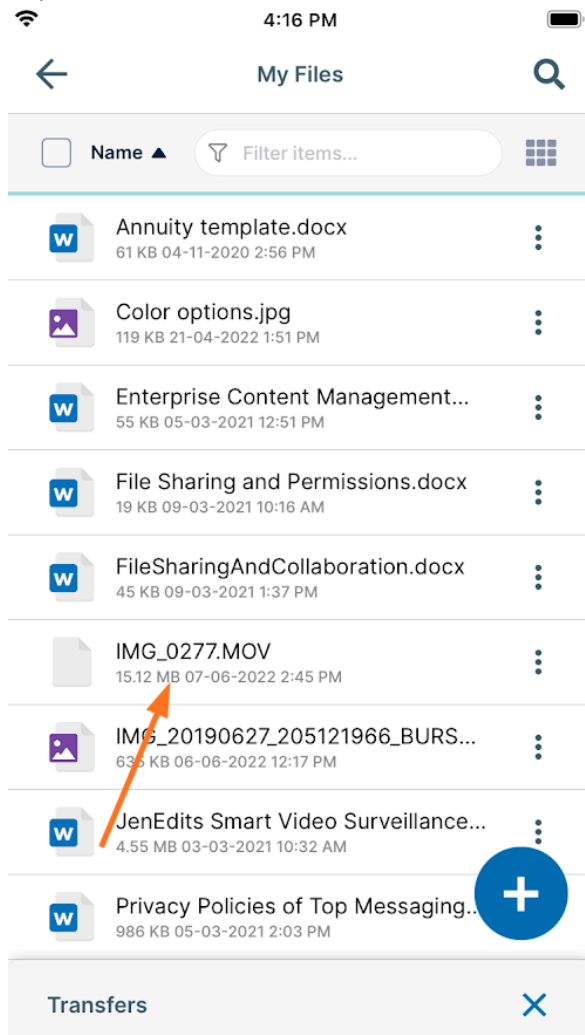 4:16 PM
My Files
Name ▲ Filter items...
Annuity template.docx
61 KB 04-11-2020 2:56 PM
Color options.jpg
119 KB 21-04-2022 1:51 PM
Enterprise Content Management...
55 KB 05-03-2021 12:51 PM
File Sharing and Permissions.docx
19 KB 09-03-2021 10:16 AM
FileSharingAndCollaboration.docx
45 KB 09-03-2021 1:37 PM
IMG_0277.MOV
15.12 MB 07-06-2022 2:45 PM
IMG_20190627_205121966_BURS...
635 KB 06-06-2022 12:17 PM
JenEdits Smart Video Surveillance...
4.55 MB 03-03-2021 10:32 AM
Privacy Policies of Top Messaging...
986 KB 05-03-2021 2:03 PM
Transfers